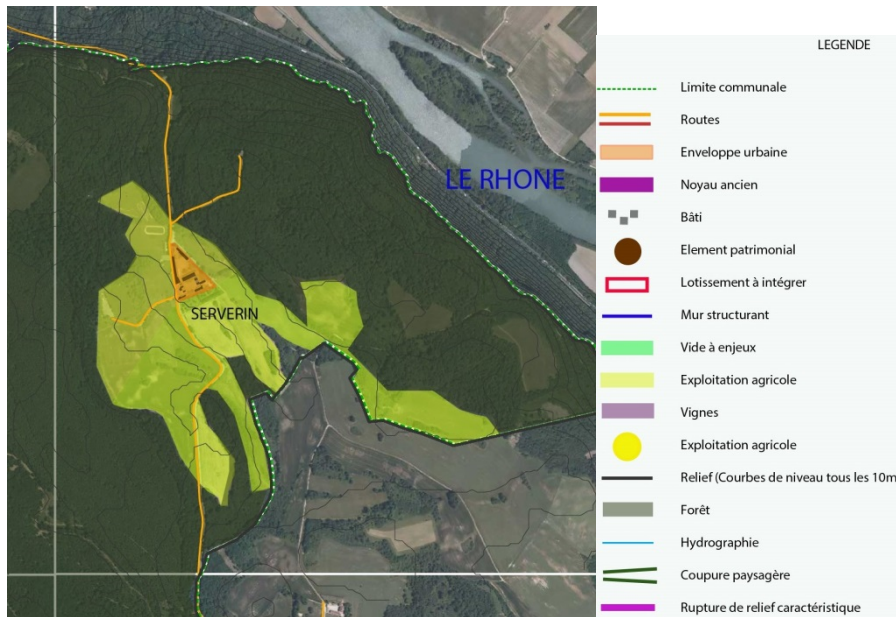 LE RHONE
SERVERIN
LEGENDE
Limite communale
Routes
Enveloppe urbaine
Noyau ancien
Bâti
Element patrimonial
Lotissement à intégrer
Mur structurant
Vide à enjeux
Exploitation agricole
Vignes
Exploitation agricole
Relief (Courbes de niveau tous les 10m
Forêt
Hydrographie
Coupure paysagère
Rupture de relief caractéristique